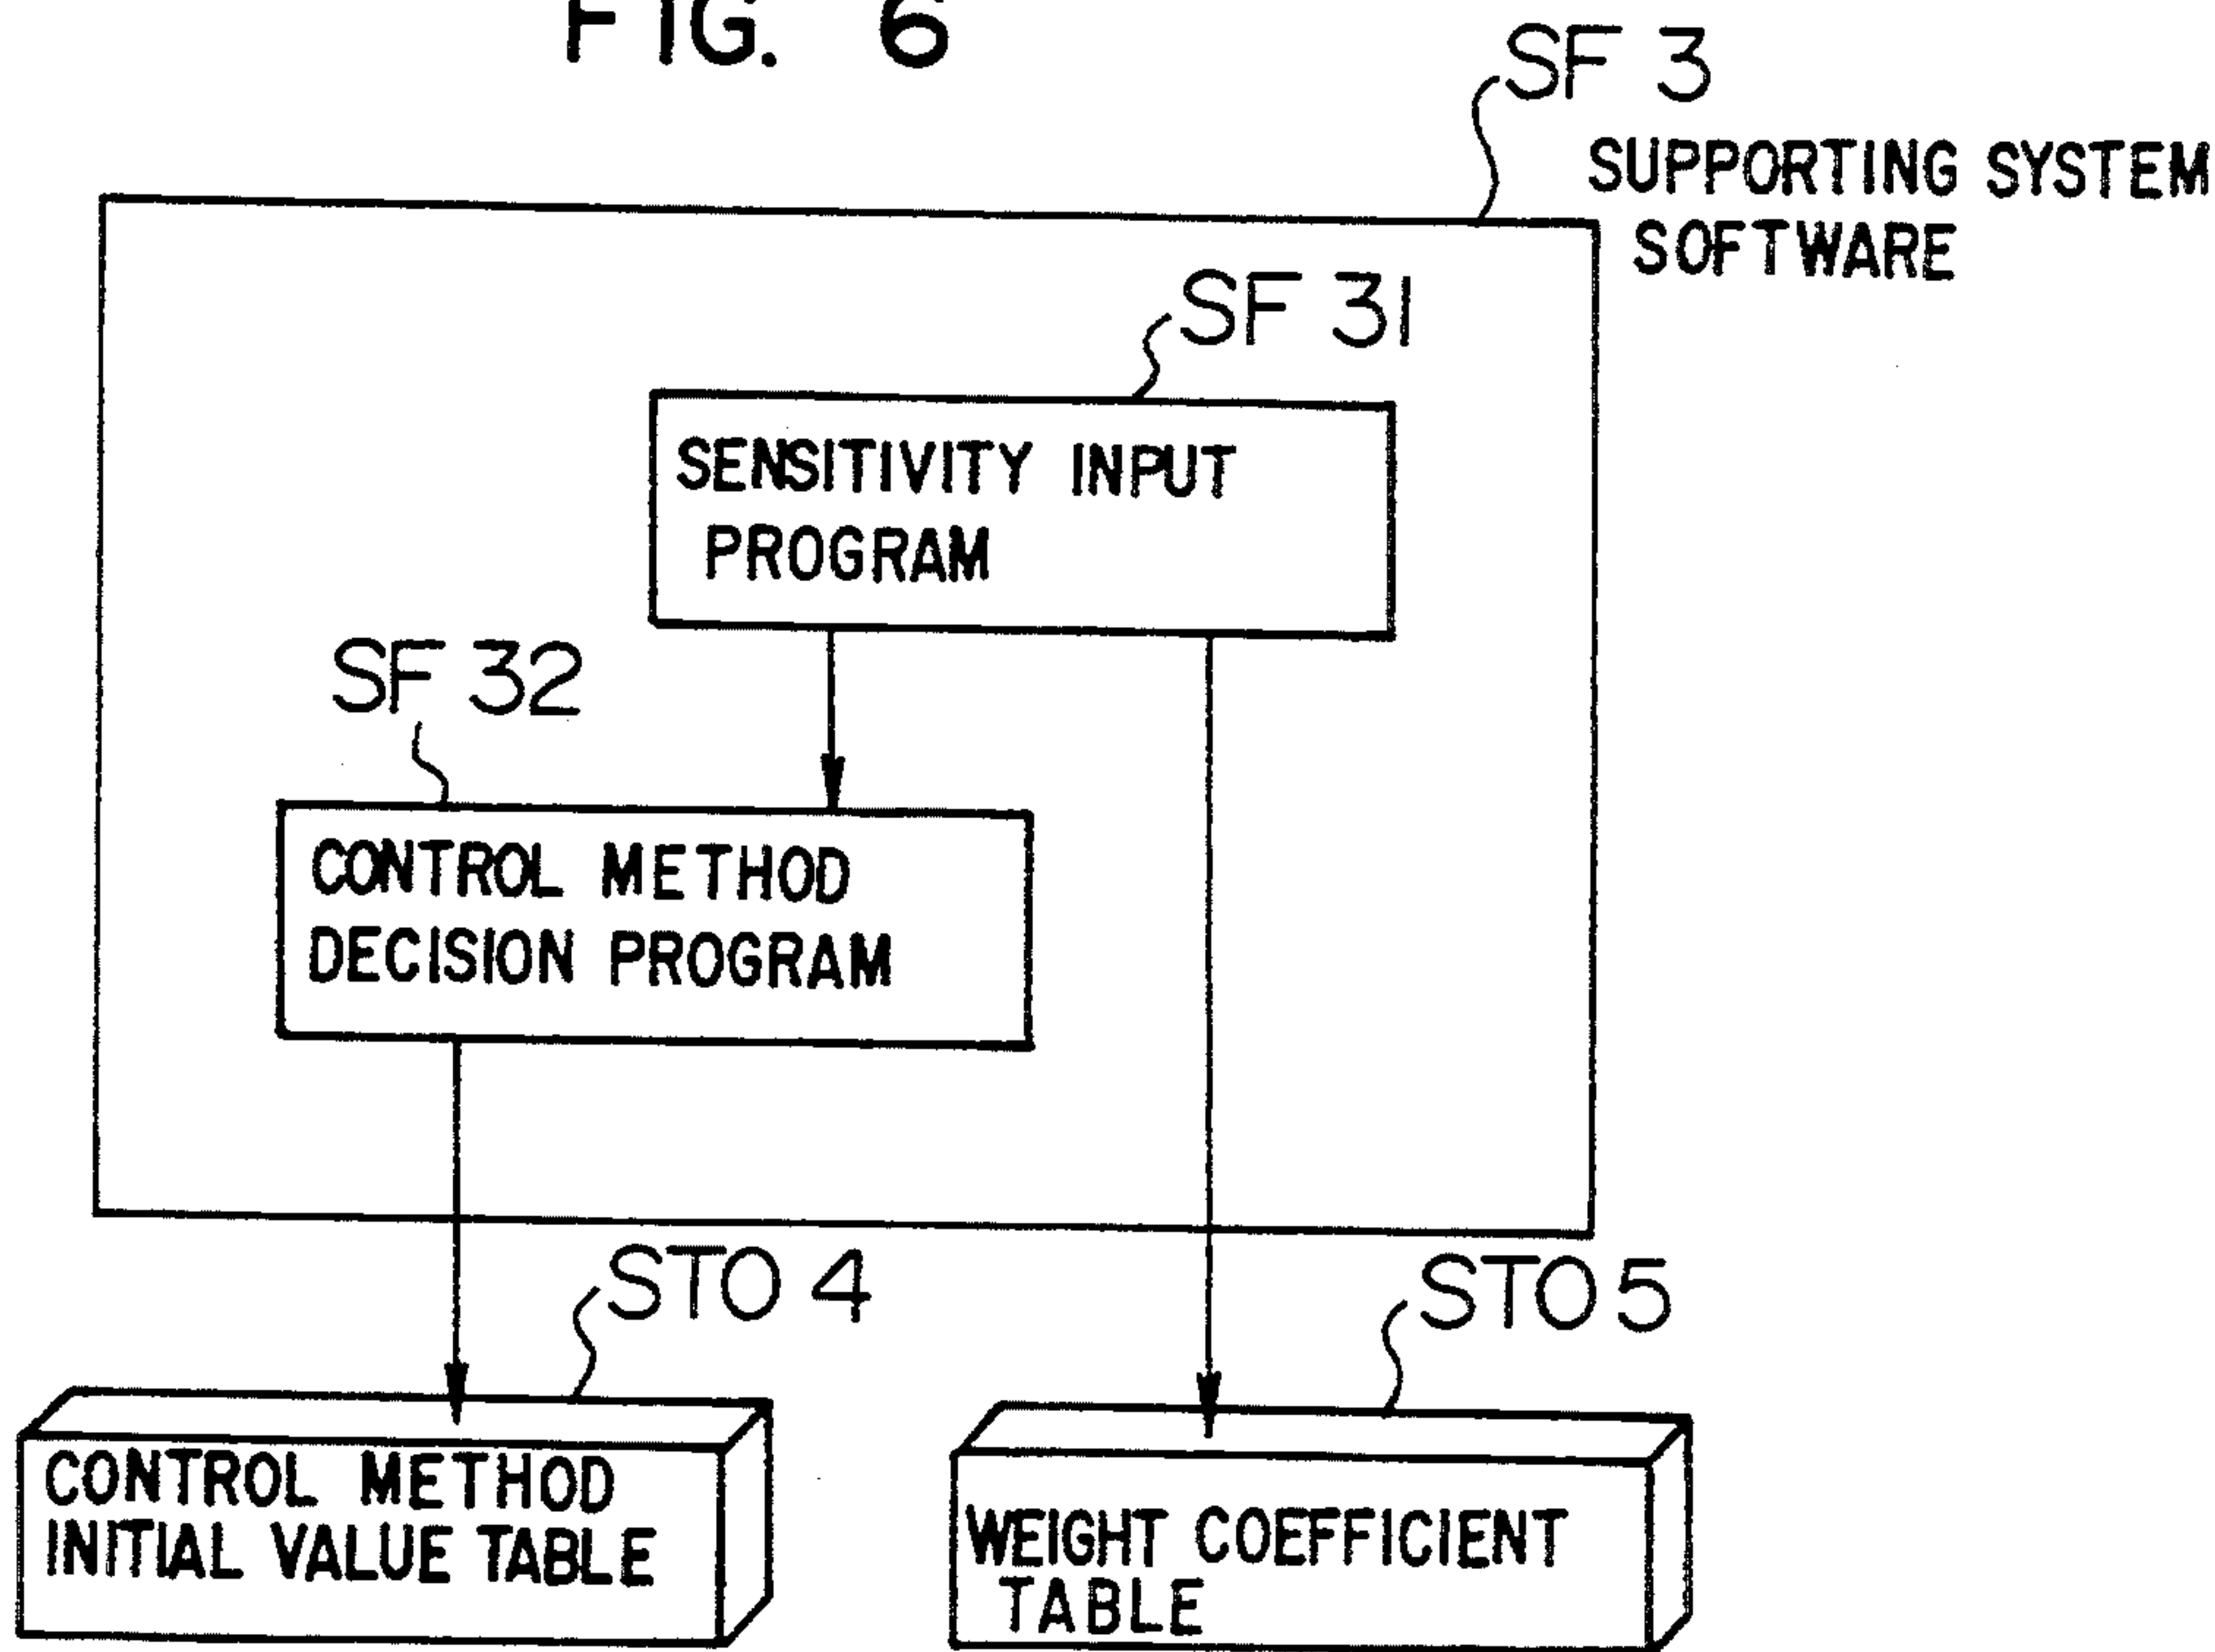 FIG. 6
SF 3
SUPPORTING SYSTEM
SOFTWARE
SF 31
SENSITIVITY INPUT
PROGRAM
SF 32
CONTROL METHOD
DECISION PROGRAM
STO 4
STO 5
CONTROL METHOD
INITIAL VALUE TABLE
WEIGHT COEFFICIENT
TABLE